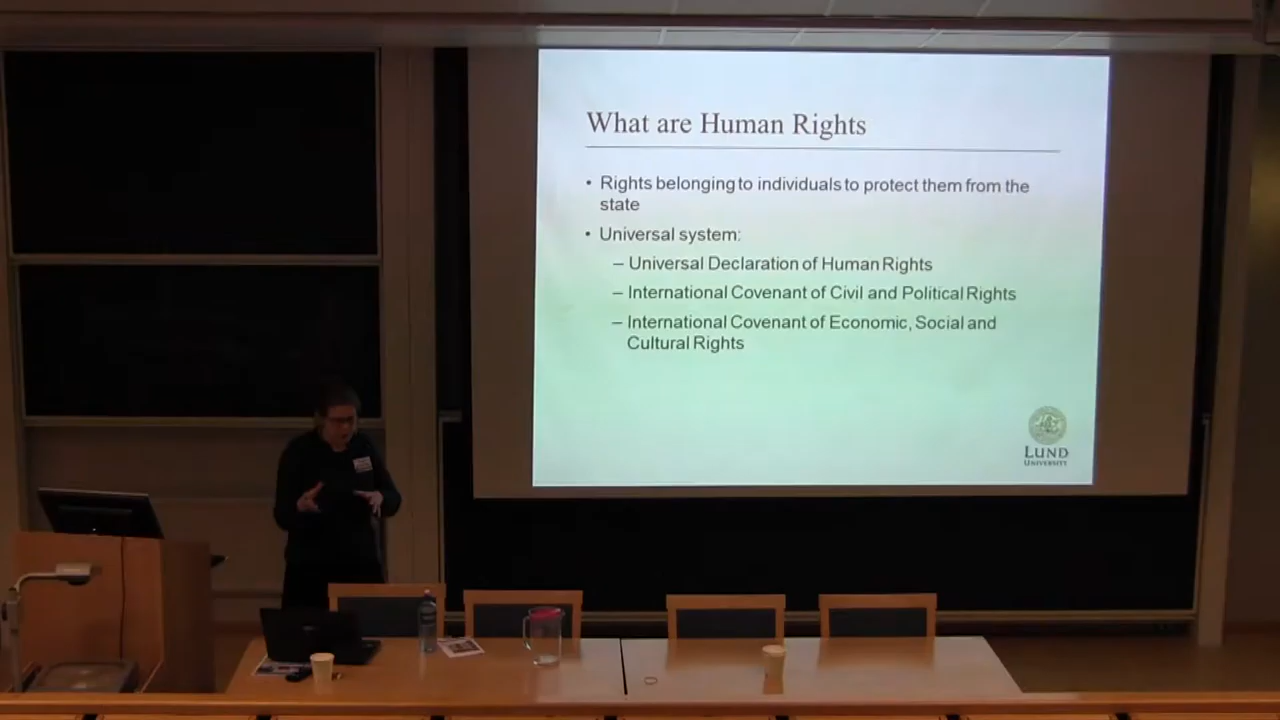 What are Human Rights
• Rights belonging to individuals to protect them from the
state
• Universal system:
– Universal Declaration of Human Rights
– International Covenant of Civil and Political Rights
– International Covenant of Economic, Social and
Cultural Rights
LUND
UNIVERSITY